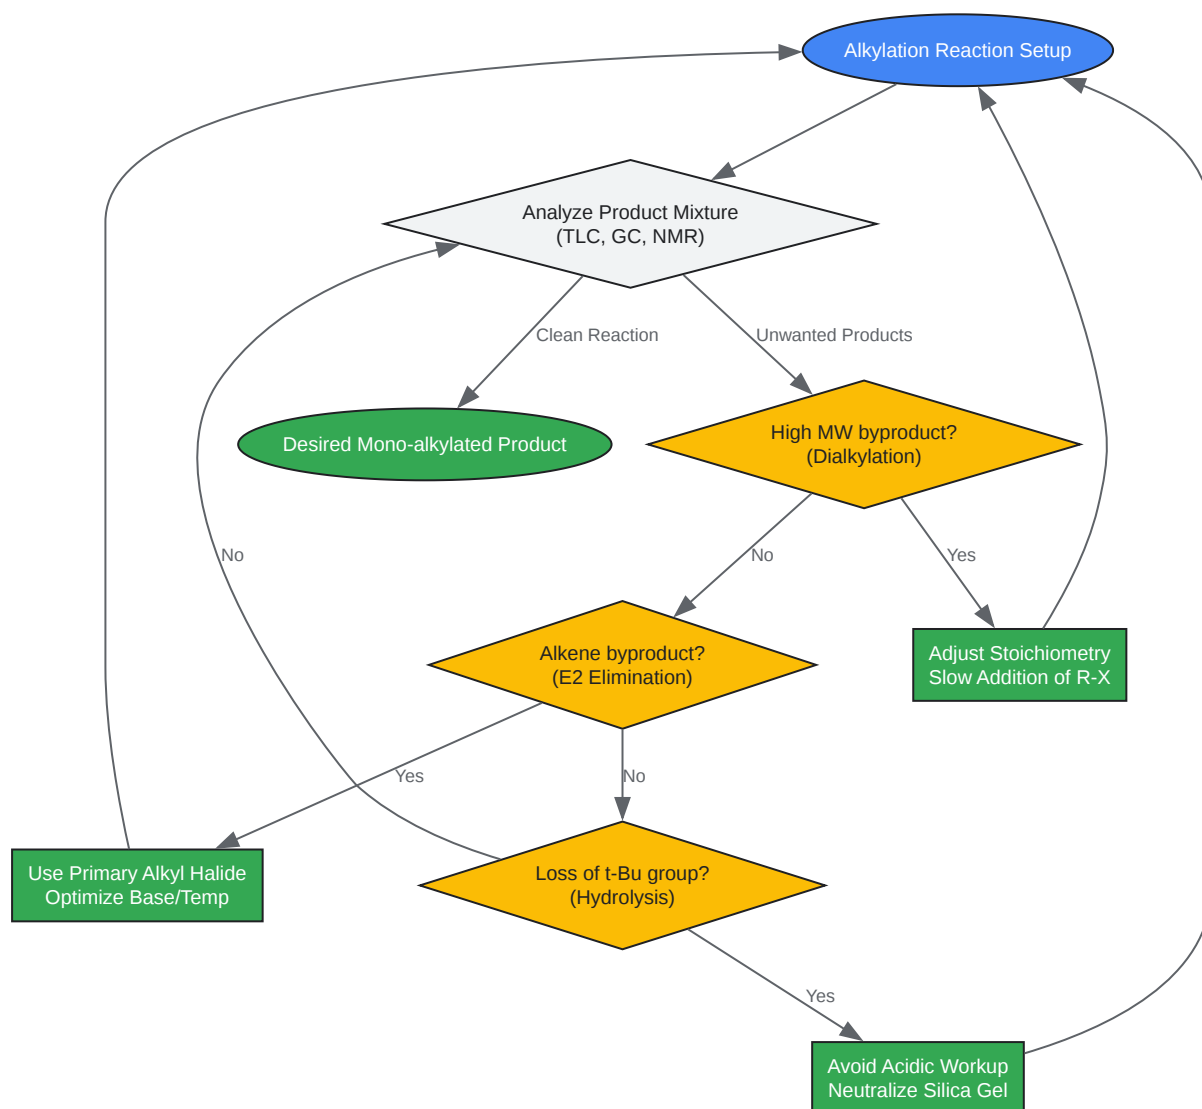 Alkylation Reaction Setup
Analyze Product Mixture
(TLC, GC, NMR)
Clean Reaction
Unwanted Products
Desired Mono-alkylated Product
High MW byproduct?
(Dialkylation)
No
No
Yes
Alkene byproduct?
(E2 Elimination)
Adjust Stoichiometry
Slow Addition of R-X
Yes
No
Use Primary Alkyl Halide
Optimize Base/Temp
Loss of t-Bu group?
(Hydrolysis)
Yes
Avoid Acidic Workup
Neutralize Silica Gel